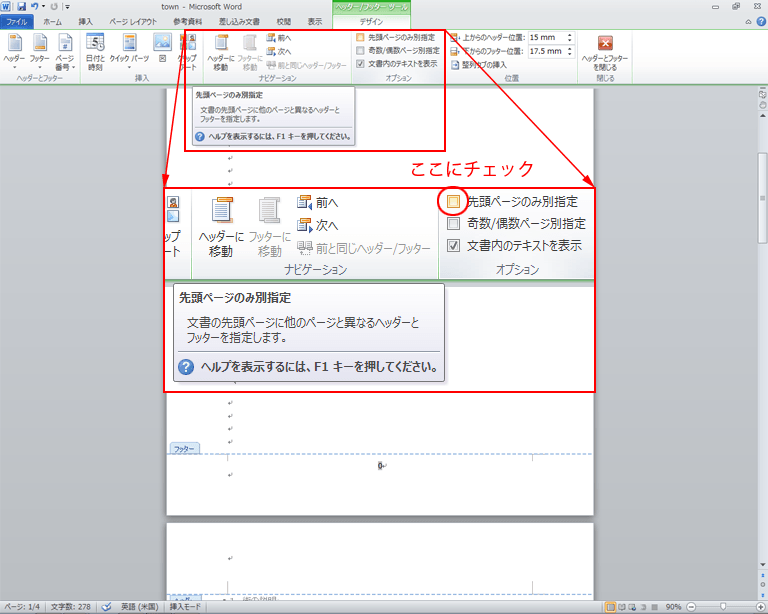 town - Microsoft Word
ヘッダー/フッター ツール
ファイル ホーム 挿入 ページ レイアウト 参考資料 差し込み文書 校閲 表示 デザイン
ヘッダー フッター ページ番号 日付と時刻 クイック パーツ ヘッダーに移動 フッターに移動
前へ
次へ
前と同じヘッダー/フッター
先頭ページのみ別指定
奇数/偶数ページ別指定
文書内のテキストを表示
上からのヘッダー位置: 15 mm
下からのフッター位置: 17.5 mm
整列タブの挿入
ヘッダーとフッターを閉じる
ヘッダーとフッター 挿入 ナビゲーション オプション 位置 閉じる
先頭ページのみ別指定
文書の先頭ページに他のページと異なるヘッダーと
フッターを指定します。
ヘルプを表示するには、F1 キーを押してください。
ここにチェック
ップ
ート
ヘッダーに
移動
フッターに
移動
前へ
次へ
前と同じヘッダー/フッター
ナビゲーション
先頭ページのみ別指定
奇数/偶数ページ別指定
文書内のテキストを表示
オプション
先頭ページのみ別指定
文書の先頭ページに他のページと異なるヘッダーと
フッターを指定します。
ヘルプを表示するには、F1 キーを押してください。
フッター
0
ページ: 1/4 文字数: 278 英語 (米国) 挿入モード 90%